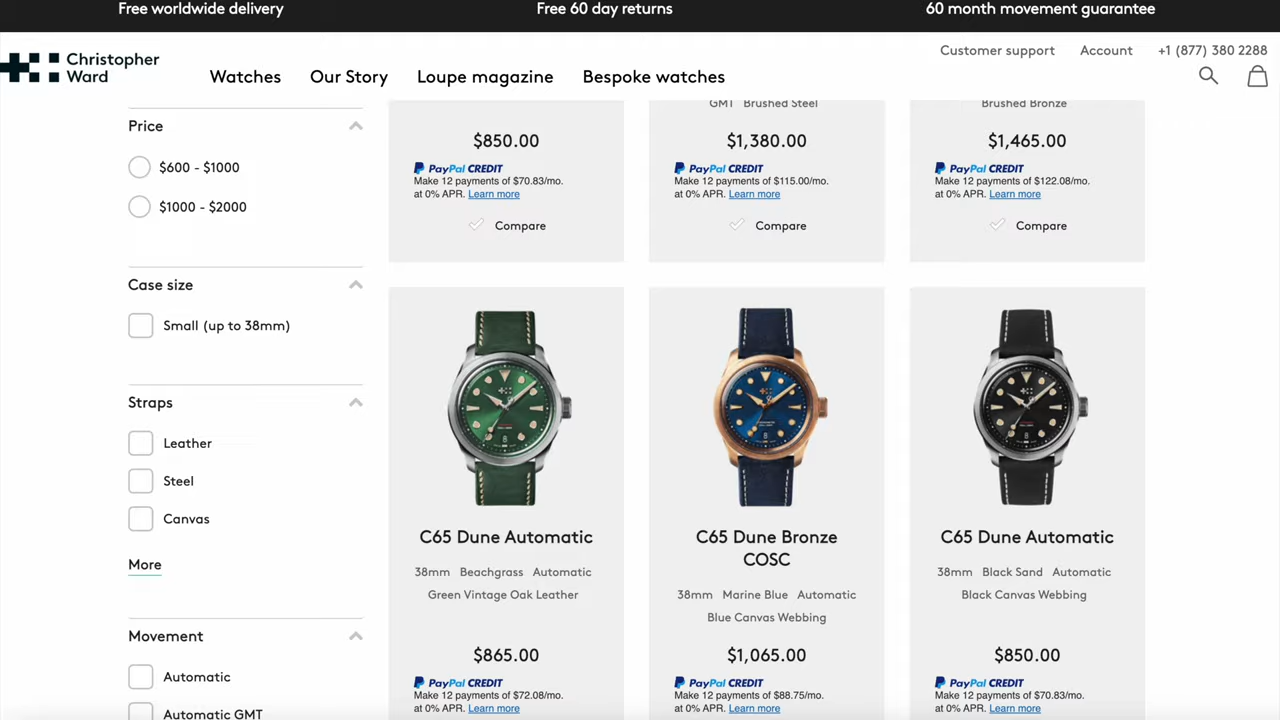 Free worldwide delivery
Free 60 day returns
60 month movement guarantee
Customer support
Account
+1 (877) 380 2288
Christopher
Ward
Watches
Our Story
Loupe magazine
Bespoke watches
Price
$600 - $1000
$1000 - $2000
Case size
Small (up to 38mm)
Straps
Leather
Steel
Canvas
More
Movement
Automatic
Automatic GMT
$850.00
PayPal CREDIT
Make 12 payments of $70.83/mo.
at 0% APR. Learn more
Compare
GMT Brushed Steel
$1,380.00
PayPal CREDIT
Make 12 payments of $115.00/mo.
at 0% APR. Learn more
Compare
Brushed Bronze
$1,465.00
PayPal CREDIT
Make 12 payments of $122.08/mo.
at 0% APR. Learn more
Compare
C65 Dune Automatic
38mm Beachgrass Automatic
Green Vintage Oak Leather
$865.00
PayPal CREDIT
Make 12 payments of $72.08/mo.
at 0% APR. Learn more
C65 Dune Bronze
COSC
38mm Marine Blue Automatic
Blue Canvas Webbing
$1,065.00
PayPal CREDIT
Make 12 payments of $88.75/mo.
at 0% APR. Learn more
C65 Dune Automatic
38mm Black Sand Automatic
Black Canvas Webbing
$850.00
PayPal CREDIT
Make 12 payments of $70.83/mo.
at 0% APR. Learn more